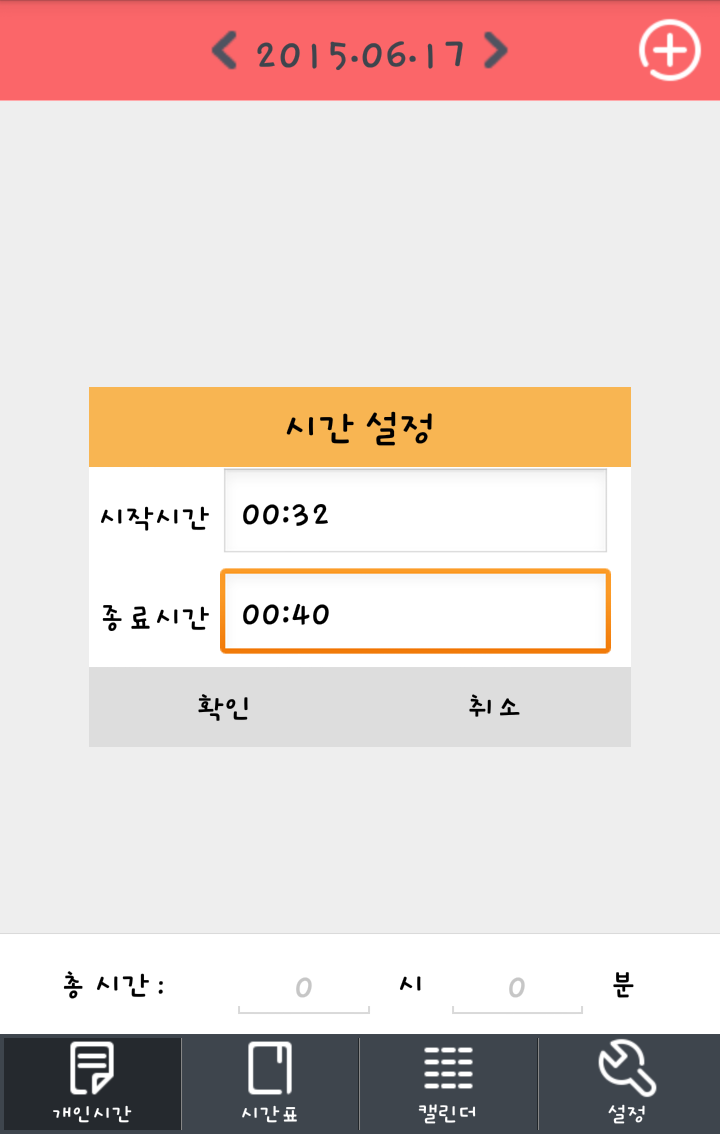 2015.06.17
시간 설정
시작시간 00:32
종료시간 00:40
확인 취소
총 시간 : 0 시 0 분
개인시간 시간표 캘린더 설정